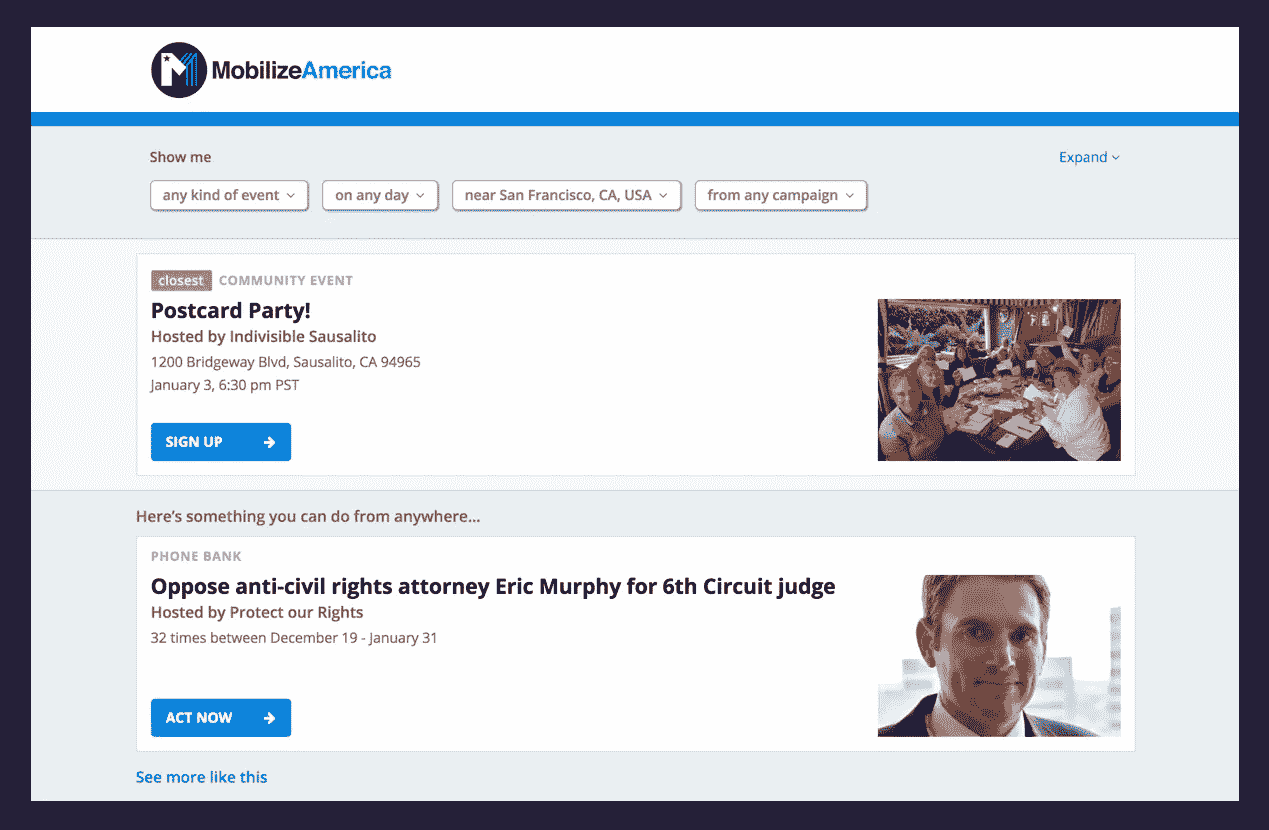 MobilizeAmerica
Show me
Expand
any kind of event
on any day
near San Francisco, CA, USA
from any campaign
closest COMMUNITY EVENT
Postcard Party!
Hosted by Indivisible Sausalito
1200 Bridgeway Blvd, Sausalito, CA 94965
January 3, 6:30 pm PST
SIGN UP
Here’s something you can do from anywhere...
PHONE BANK
Oppose anti-civil rights attorney Eric Murphy for 6th Circuit judge
Hosted by Protect our Rights
32 times between December 19 - January 31
ACT NOW
See more like this